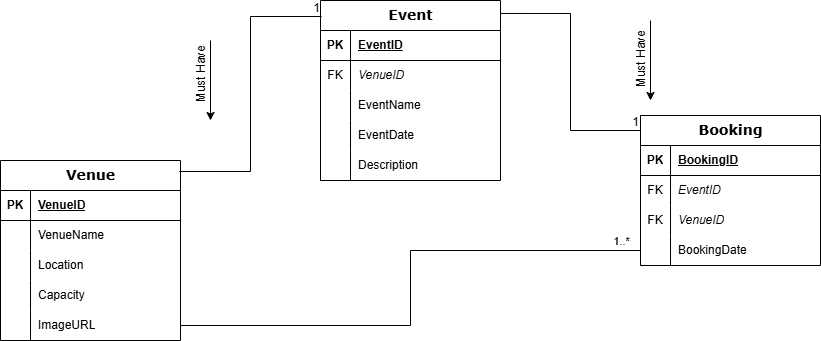 1
Event
PK EventID
FK VenueID
EventName
EventDate
Description
Must Have
Must Have
1
Booking
PK BookingID
FK EventID
FK VenueID
BookingDate
1..*
Venue
PK VenueID
VenueName
Location
Capacity
ImageURL